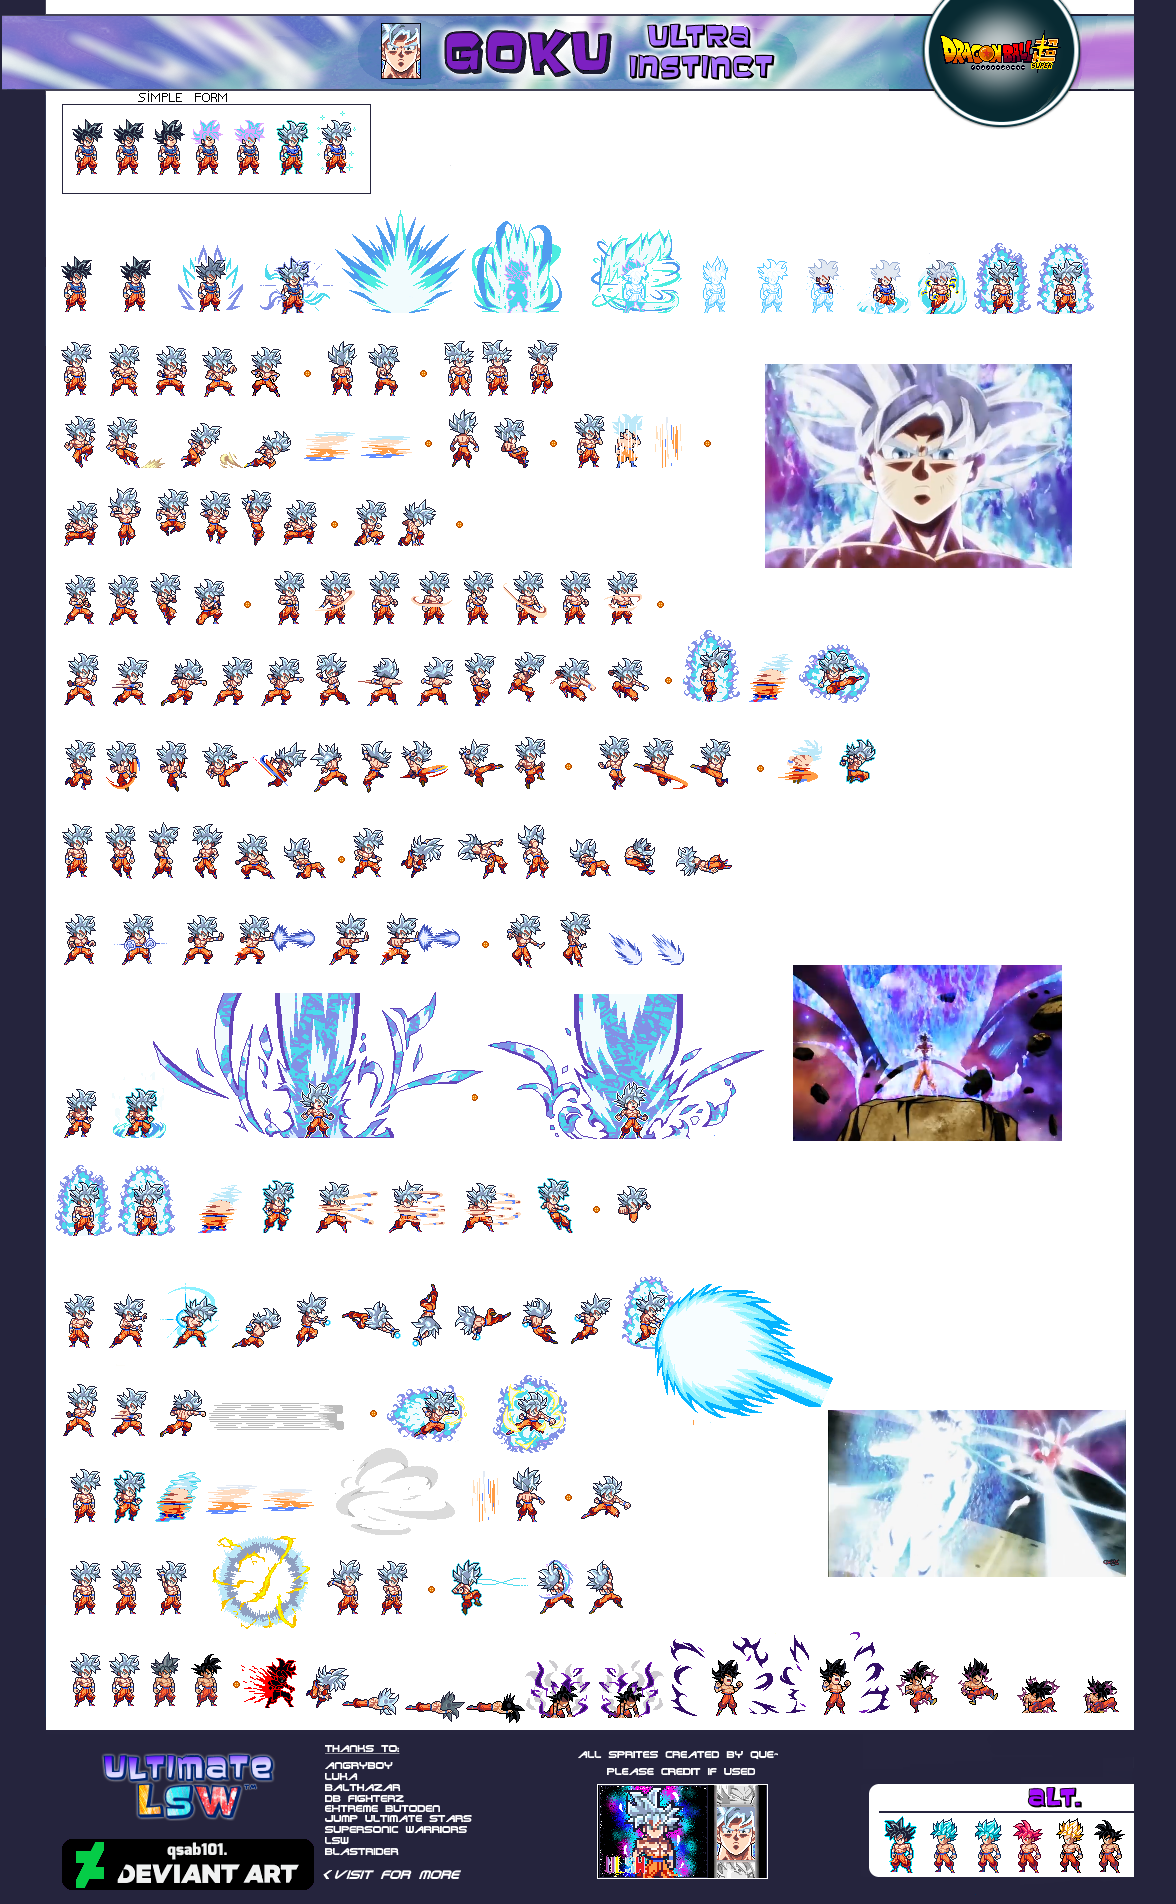 GOKU
ULTRA
INSTINCT
DRAGON BALL
SUPER
SIMPLE FORM
ULTIMATE
LSW™
THANKS TO:
ANGRYBOY
LUKA
BALTHAZAR
DB FIGHTERZ
EXTREME BUTODEN
JUMP ULTIMATE STARS
SUPERSONIC WARRIORS
LSW
BLASTRIDER
<VISIT FOR MORE
qsab101.
DEVIANT ART
ALL SPRITES CREATED BY QUE-
PLEASE CREDIT IF USED
ALT.